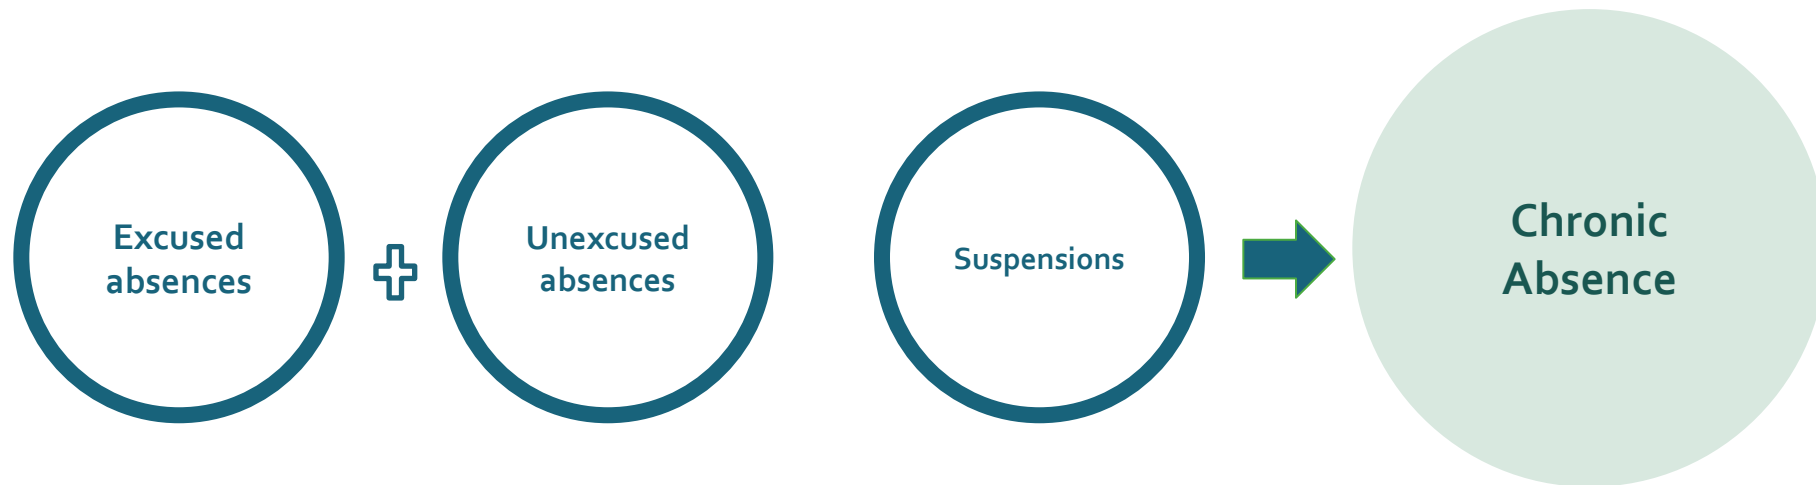 Excused
absences
Unexcused
absences
Suspensions
Chronic
Absence